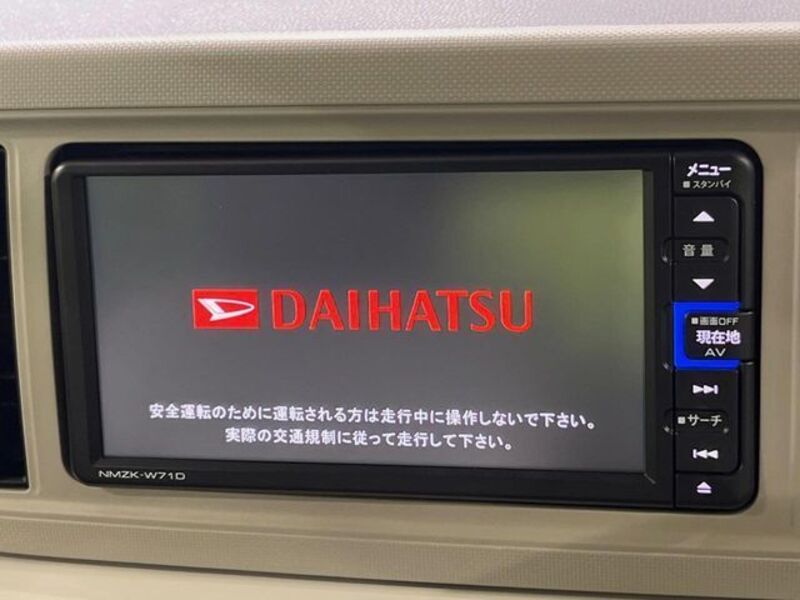 DAIHATSU
安全運転のために運転される方は走行中に操作しないで下さい。
実際の交通規制に従って走行して下さい。
NMZK-W71D
メニュー
スタンバイ
音量
画面OFF
現在地
AV
サーチ